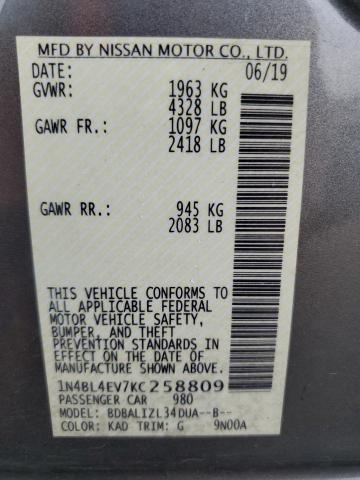 MFD BY NISSAN MOTOR CO., LTD.
DATE: 06/19
GVWR: 1963 KG
4328 LB
GAWR FR.: 1097 KG
2418 LB
GAWR RR.: 945 KG
2083 LB
THIS VEHICLE CONFORMS TO
ALL APPLICABLE FEDERAL
MOTOR VEHICLE SAFETY,
BUMPER, AND THEFT
PREVENTION STANDARDS IN
EFFECT ON THE DATE OF
MANUFACTURE SHOWN ABOVE.
1N4BL4EV7KC258809
PASSENGER CAR 980
MODEL: BDBALIZL34DUA--B--
COLOR: KAD TRIM: G 9N00A